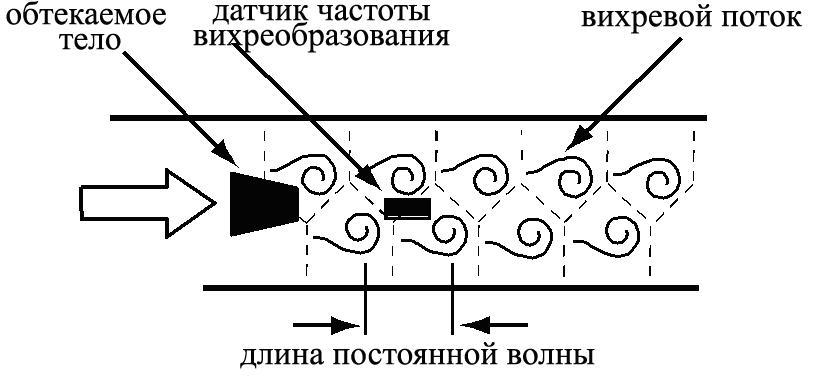 обтекаемое
тело
датчик частоты
вихреобразования
вихревой поток
длина постоянной волны